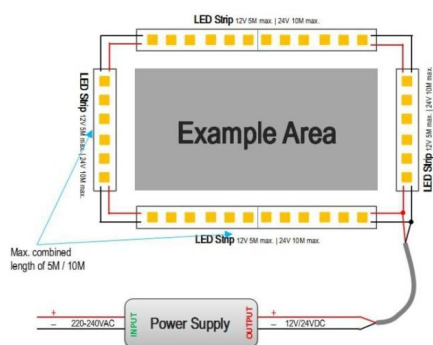 LED Strip 12V 5M max. | 24V 10M max.
LED Strip 12V 5M max. | 24V 10M max.
Example Area
LED Strip 12V 5M max. | 24V 10M max.
LED Strip 12V 5M max. | 24V 10M max.
Max. combined
length of 5M / 10M
+
220-240VAC
–
INPUT
Power Supply
OUTPUT
+
12V/24VDC
–